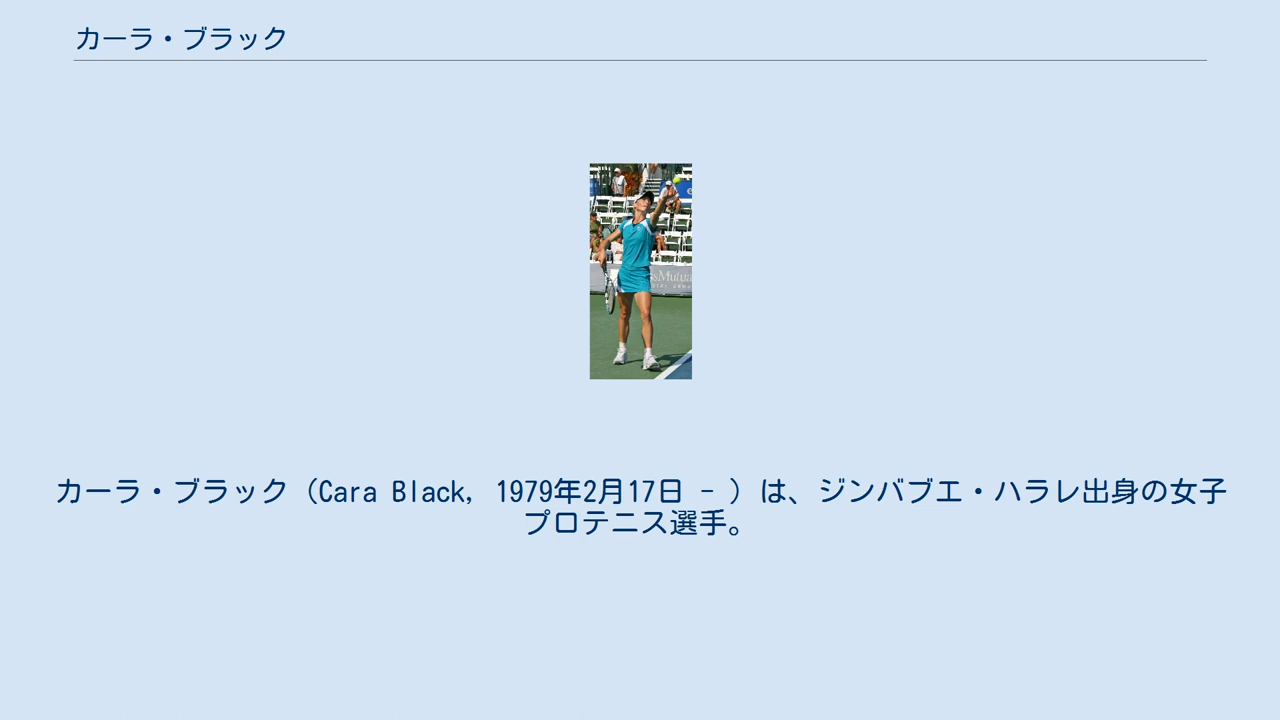 カーラ・ブラック
カーラ・ブラック（Cara Black, 1979年2月17日 - ）は、ジンバブエ・ハラレ出身の女子
プロテニス選手。